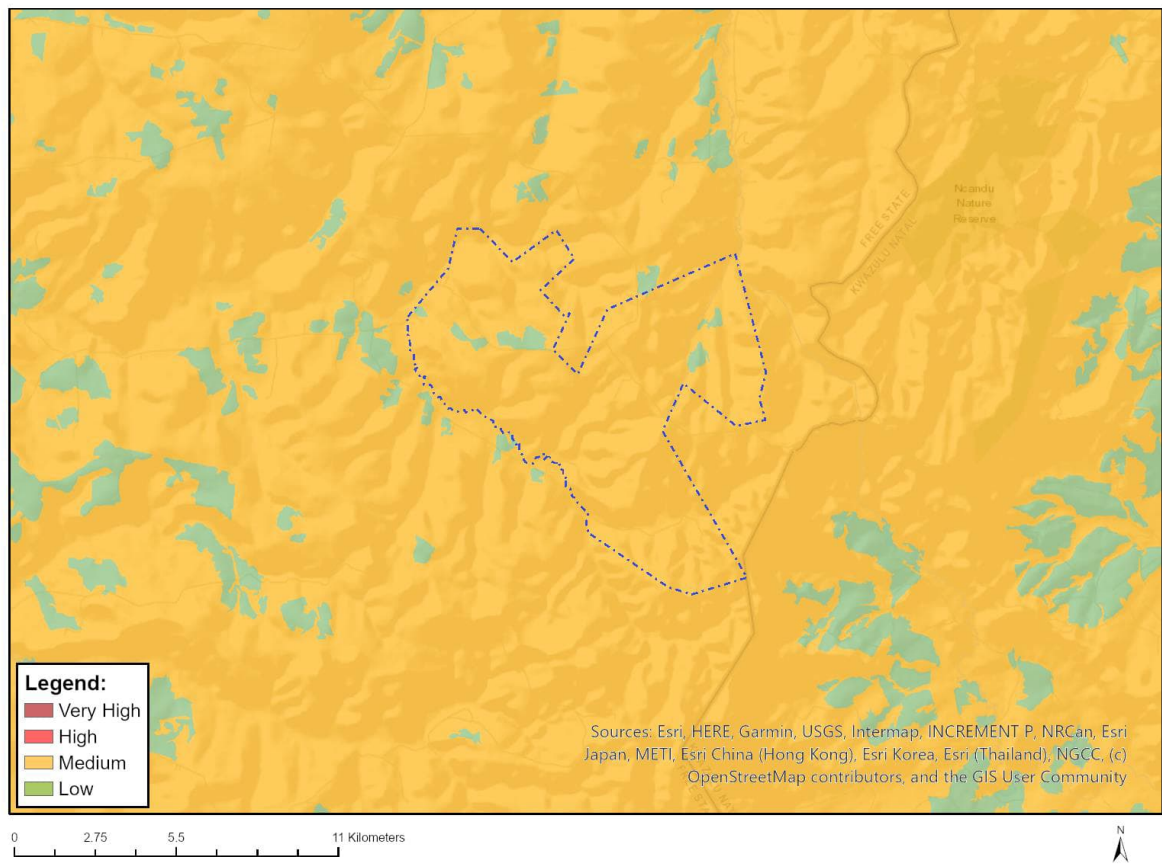 Ncandu
Nature
Reserve
FREE STATE
KWAZULU NATAL
Legend:
Very High
High
Medium
Low
Sources: Esri, HERE, Garmin, USGS, Intermap, INCREMENT P, NRCan, Esri
Japan, METI, Esri China (Hong Kong), Esri Korea, Esri (Thailand), NGCC, (c)
OpenStreetMap contributors, and the GIS User Community
0 2.75 5.5 11 Kilometers
N